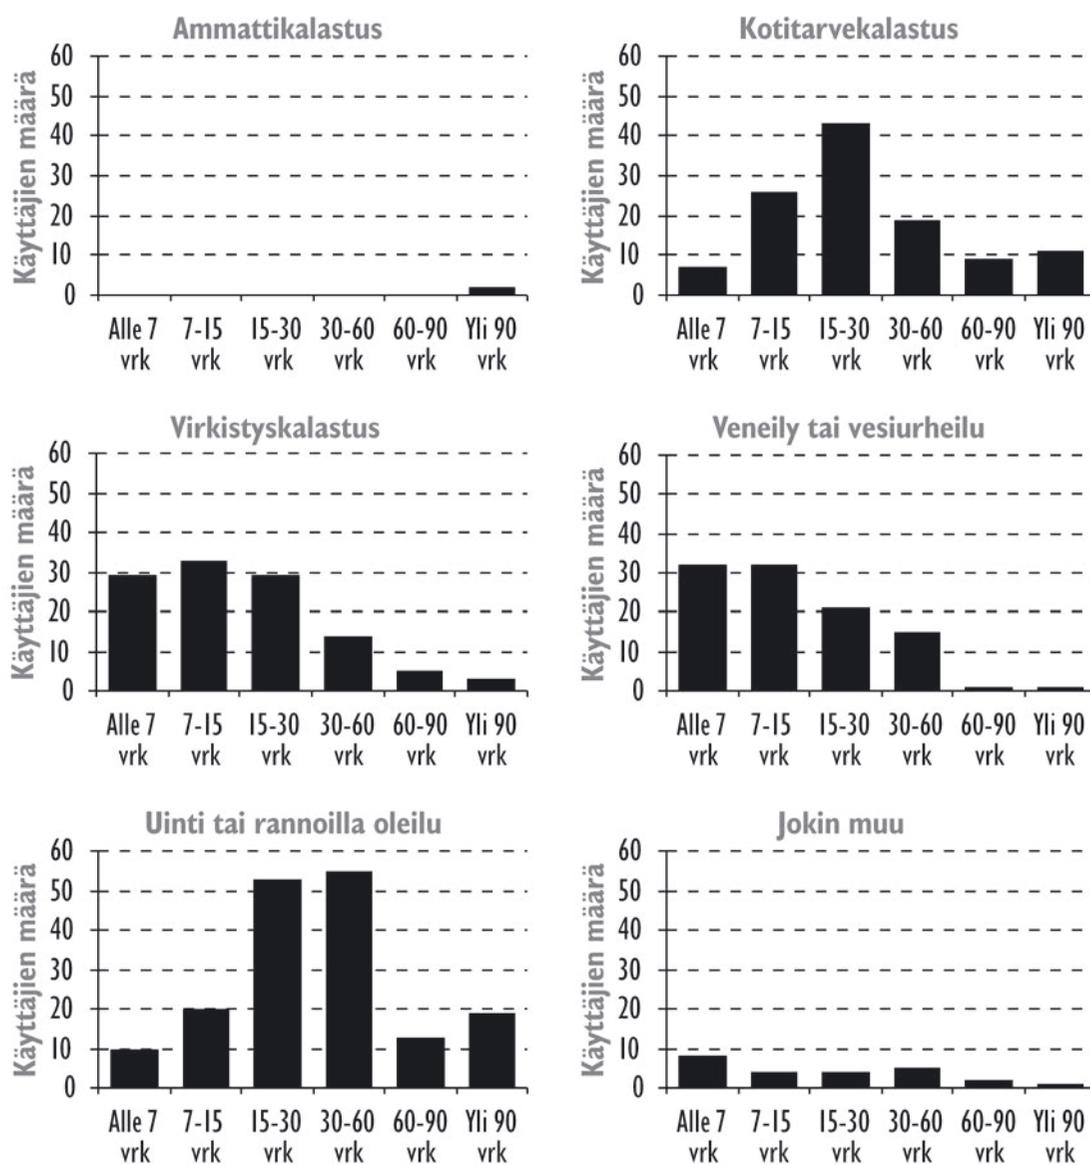 Ammattikalastus
Käyttäjien määrä
60
50
40
30
20
10
0
Alle 7 7-15 15-30 30-60 60-90 Yli 90
vrk vrk vrk vrk vrk vrk
Kotitarvekalastus
Käyttäjien määrä
60
50
40
30
20
10
0
Alle 7 7-15 15-30 30-60 60-90 Yli 90
vrk vrk vrk vrk vrk vrk
Virkistyskalastus
Käyttäjien määrä
60
50
40
30
20
10
0
Alle 7 7-15 15-30 30-60 60-90 Yli 90
vrk vrk vrk vrk vrk vrk
Veneily tai vesiurheilu
Käyttäjien määrä
60
50
40
30
20
10
0
Alle 7 7-15 15-30 30-60 60-90 Yli 90
vrk vrk vrk vrk vrk vrk
Uinti tai rannoilla oleilu
Käyttäjien määrä
60
50
40
30
20
10
0
Alle 7 7-15 15-30 30-60 60-90 Yli 90
vrk vrk vrk vrk vrk vrk
Jokin muu
Käyttäjien määrä
60
50
40
30
20
10
0
Alle 7 7-15 15-30 30-60 60-90 Yli 90
vrk vrk vrk vrk vrk vrk